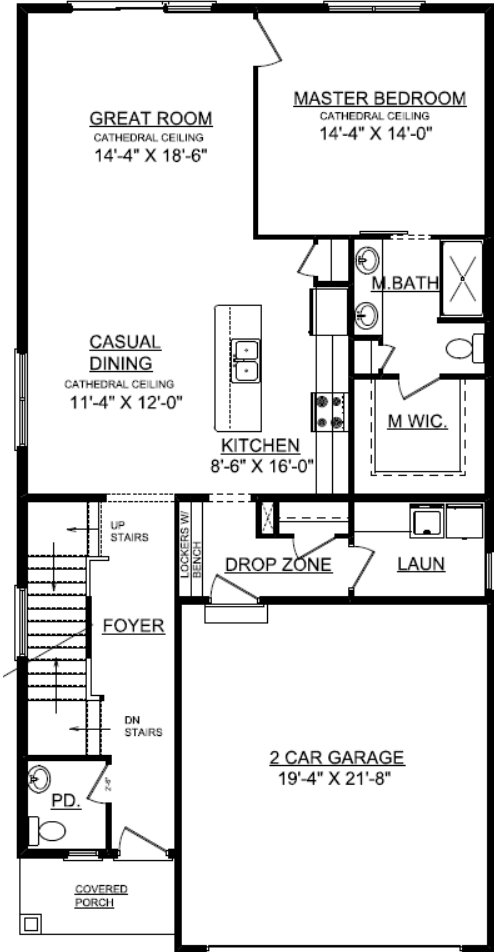 GREAT ROOM
CATHEDRAL CEILING
14'-4" X 18'-6"
MASTER BEDROOM
CATHEDRAL CEILING
14'-4" X 14'-0"
M.BATH
CASUAL
DINING
CATHEDRAL CEILING
11'-4" X 12'-0"
M WIC.
KITCHEN
8'-6" X 16'-0"
UP
STAIRS
LOCKERS W/
BENCH
DROP ZONE
LAUN
FOYER
DN
STAIRS
2 CAR GARAGE
19'-4" X 21'-8"
PD.
2'-8"
COVERED
PORCH